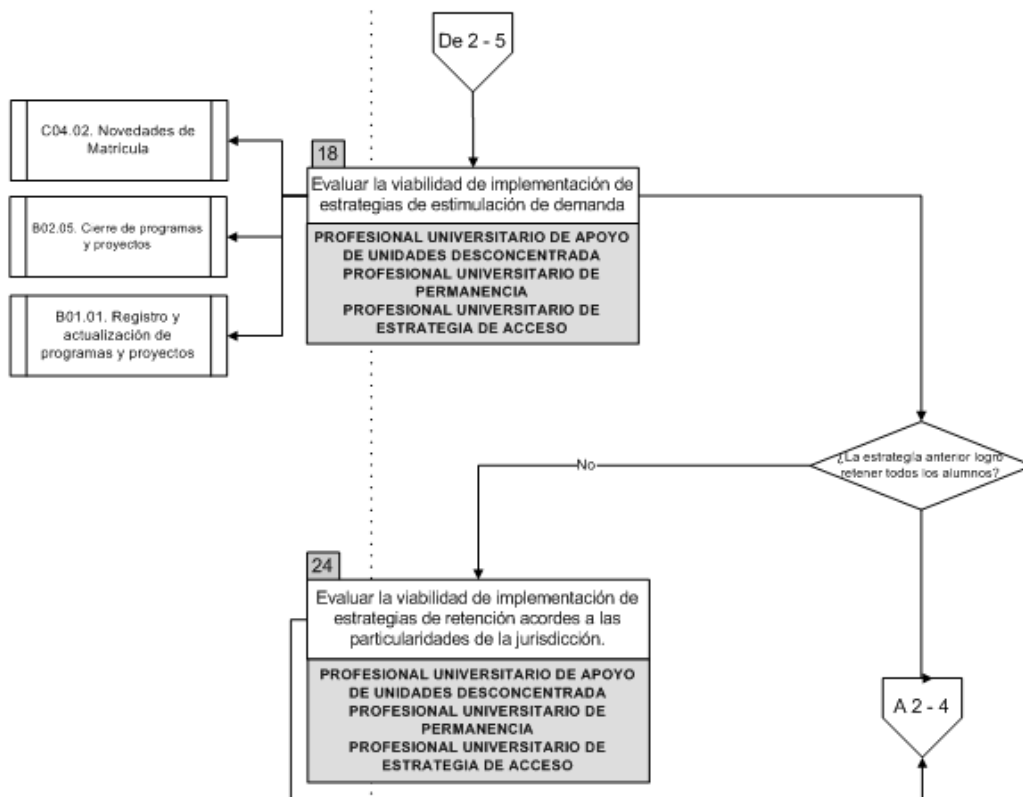 De 2 - 5
C04.02. Novedades de
Matrícula
B02.05. Cierre de programas
y proyectos
B01.01. Registro y
actualización de
programas y proyectos
18
Evaluar la viabilidad de implementación de
estrategias de estimulación de demanda
PROFESIONAL UNIVERSITARIO DE APOYO
DE UNIDADES DESCONCENTRADA
PROFESIONAL UNIVERSITARIO DE
PERMANENCIA
PROFESIONAL UNIVERSITARIO DE
ESTRATEGIA DE ACCESO
¿La estrategia anterior logro
retener todos los alumnos?
No
24
Evaluar la viabilidad de implementación de
estrategias de retención acordes a las
particularidades de la jurisdicción.
PROFESIONAL UNIVERSITARIO DE APOYO
DE UNIDADES DESCONCENTRADA
PROFESIONAL UNIVERSITARIO DE
PERMANENCIA
PROFESIONAL UNIVERSITARIO DE
ESTRATEGIA DE ACCESO
A 2 - 4